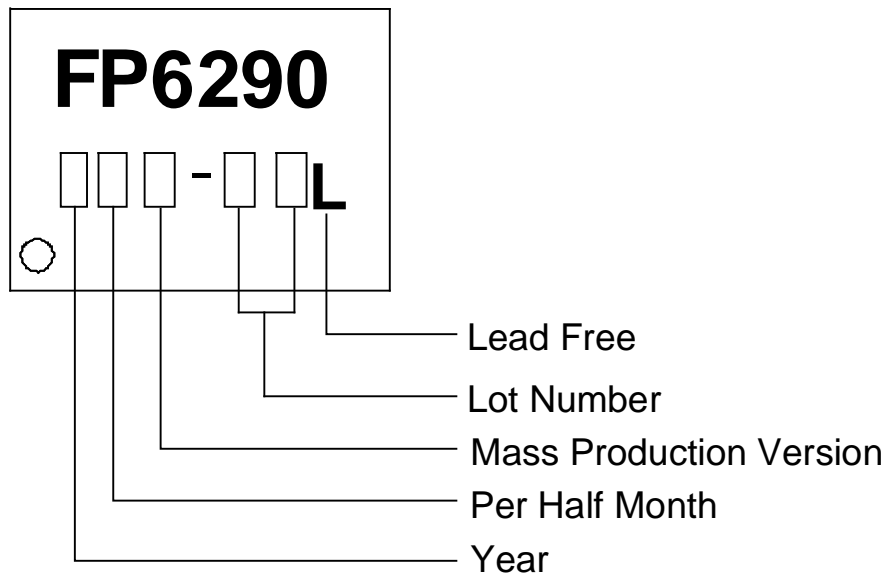 FP6290
- L
Lead Free
Lot Number
Mass Production Version
Per Half Month
Year